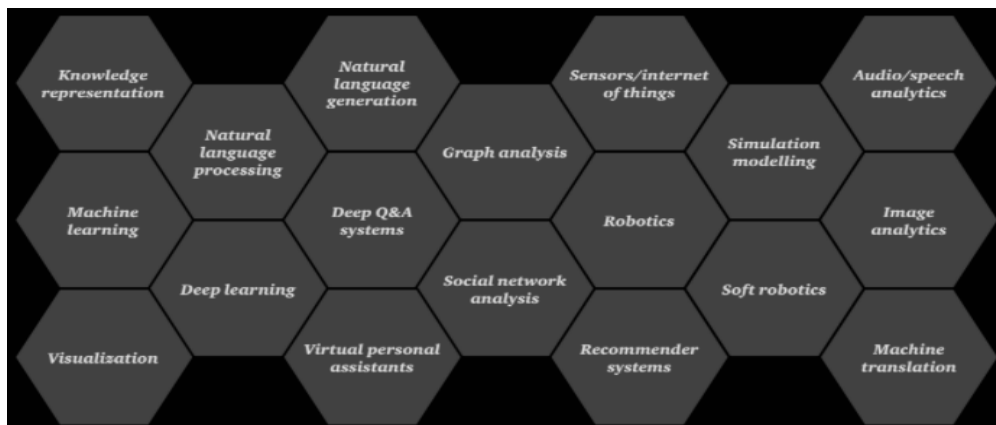 Knowledge
representation
Natural
language
generation
Sensors/internet
of things
Audio/speech
analytics
Natural
language
processing
Graph analysis
Simulation
modelling
Machine
learning
Deep Q&A
systems
Robotics
Image
analytics
Deep learning
Social network
analysis
Soft robotics
Visualization
Virtual personal
assistants
Recommender
systems
Machine
translation